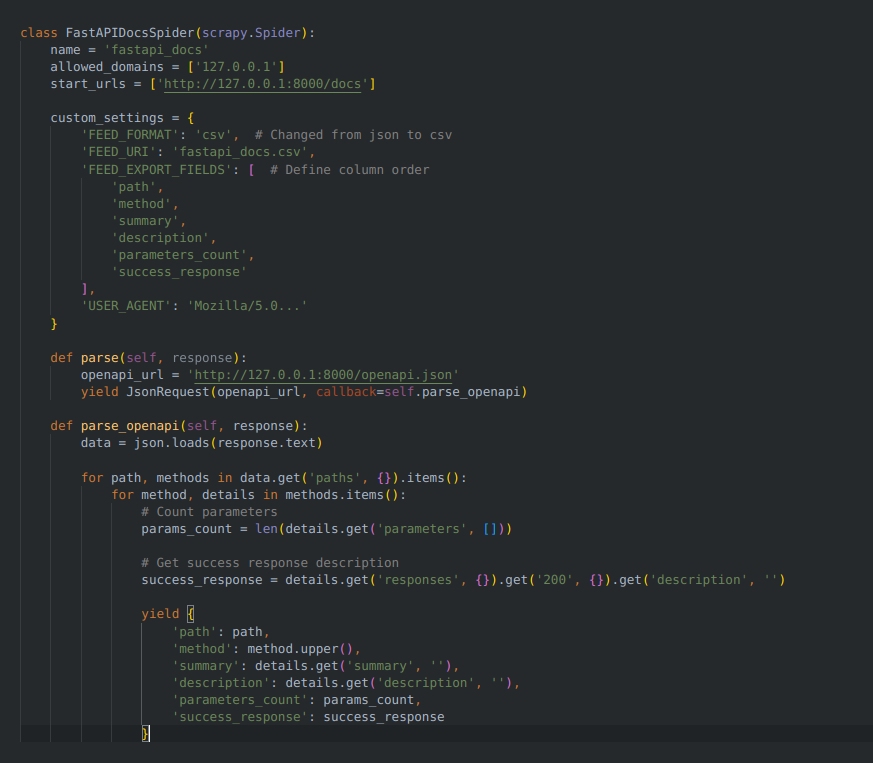 class FastAPIDocsSpider(scrapy.Spider):
    name = 'fastapi_docs'
    allowed_domains = ['127.0.0.1']
    start_urls = ['http://127.0.0.1:8000/docs']

    custom_settings = {
        'FEED_FORMAT': 'csv',  # Changed from json to csv
        'FEED_URI': 'fastapi_docs.csv',
        'FEED_EXPORT_FIELDS': [  # Define column order
            'path',
            'method',
            'summary',
            'description',
            'parameters_count',
            'success_response'
        ],
        'USER_AGENT': 'Mozilla/5.0...'
    }

    def parse(self, response):
        openapi_url = 'http://127.0.0.1:8000/openapi.json'
        yield JsonRequest(openapi_url, callback=self.parse_openapi)

    def parse_openapi(self, response):
        data = json.loads(response.text)

        for path, methods in data.get('paths', {}).items():
            for method, details in methods.items():
                # Count parameters
                params_count = len(details.get('parameters', []))

                # Get success response description
                success_response = details.get('responses', {}).get('200', {}).get('description', '')

                yield {
                    'path': path,
                    'method': method.upper(),
                    'summary': details.get('summary', ''),
                    'description': details.get('description', ''),
                    'parameters_count': params_count,
                    'success_response': success_response
                }